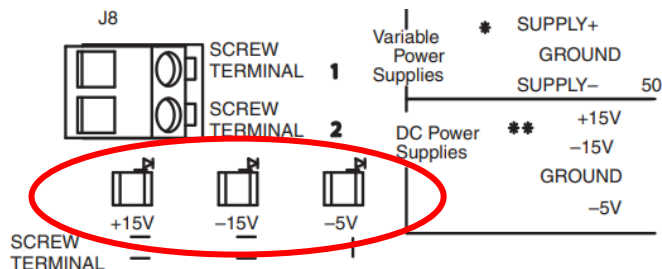 J8
SCREW
TERMINAL 1
SCREW
TERMINAL 2
+15V
–15V
–5V
SCREW
TERMINAL
Variable
Power
Supplies
* SUPPLY+
GROUND
SUPPLY– 50
DC Power
Supplies
** +15V
–15V
GROUND
–5V